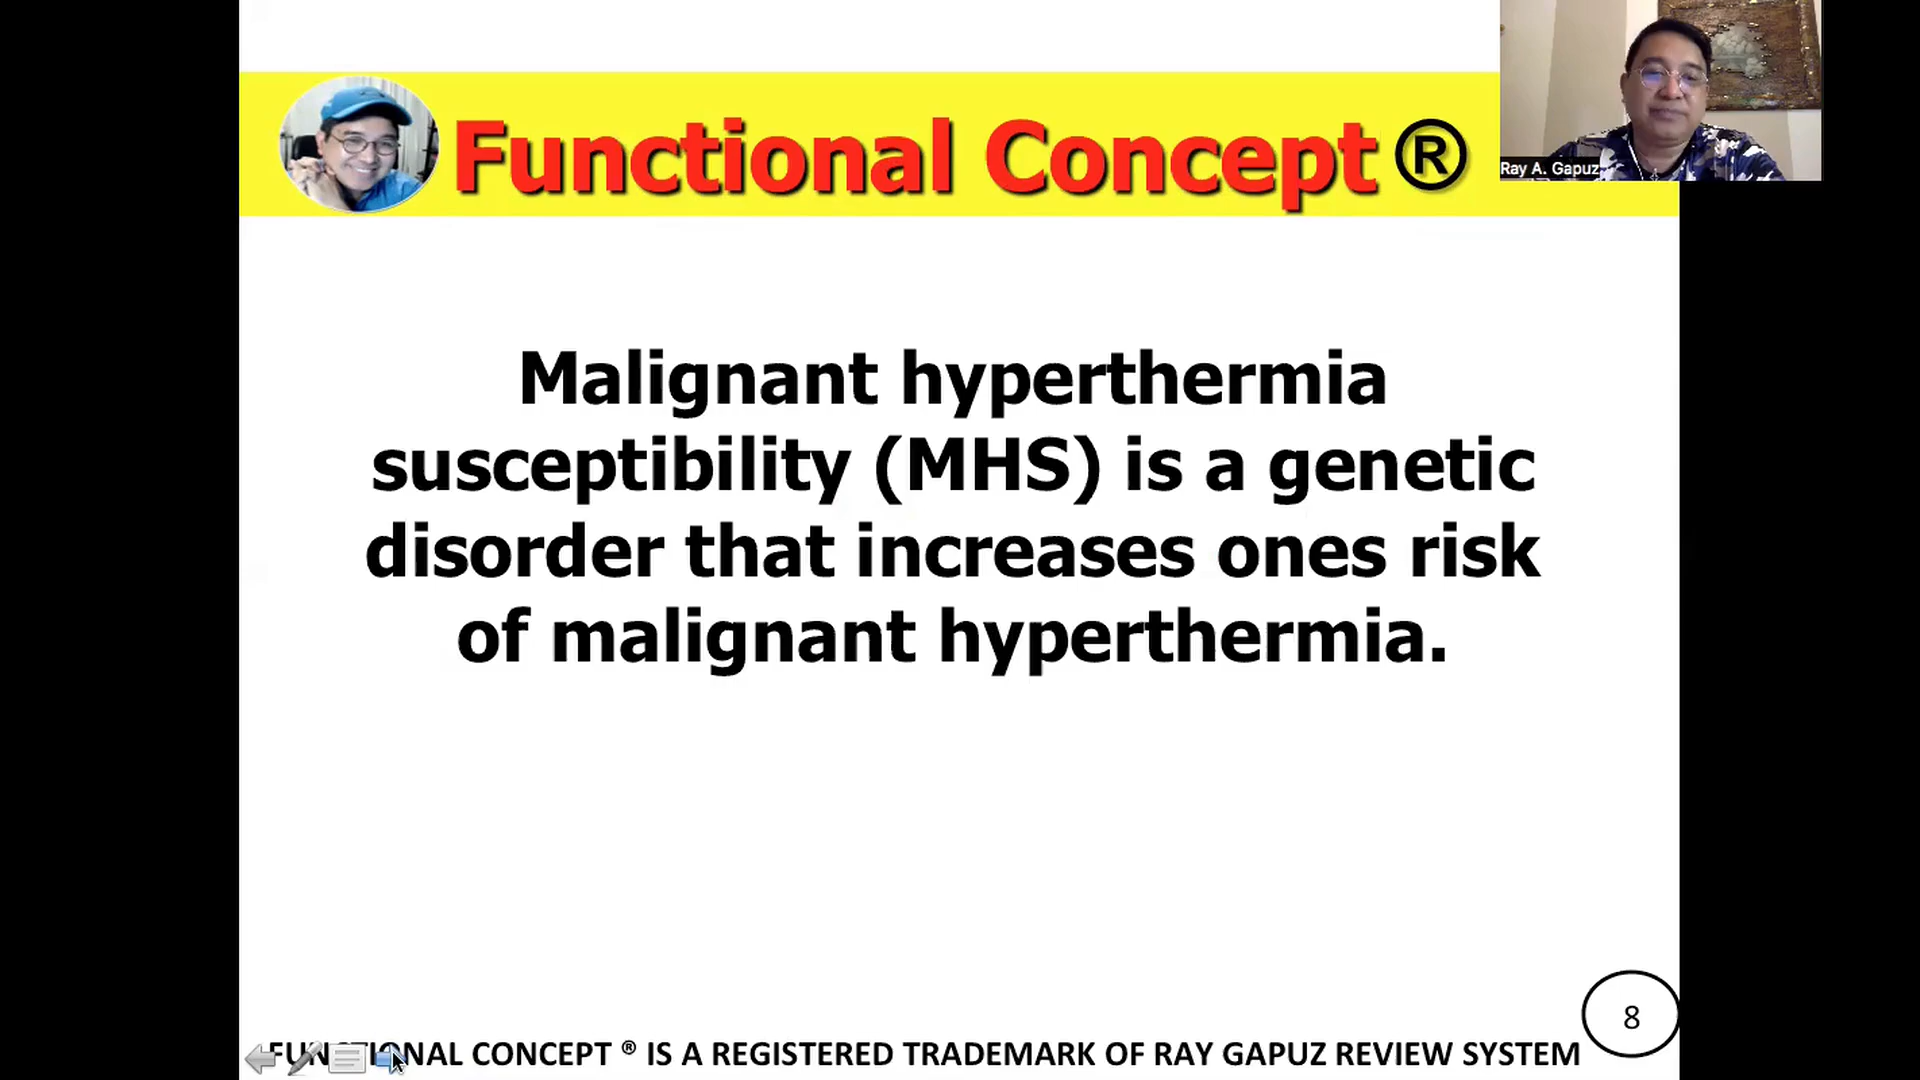 Functional Concept ®
Ray A. Gapuz
Malignant hyperthermia
susceptibility (MHS) is a genetic
disorder that increases ones risk
of malignant hyperthermia.
8
FUNCTIONAL CONCEPT ® IS A REGISTERED TRADEMARK OF RAY GAPUZ REVIEW SYSTEM